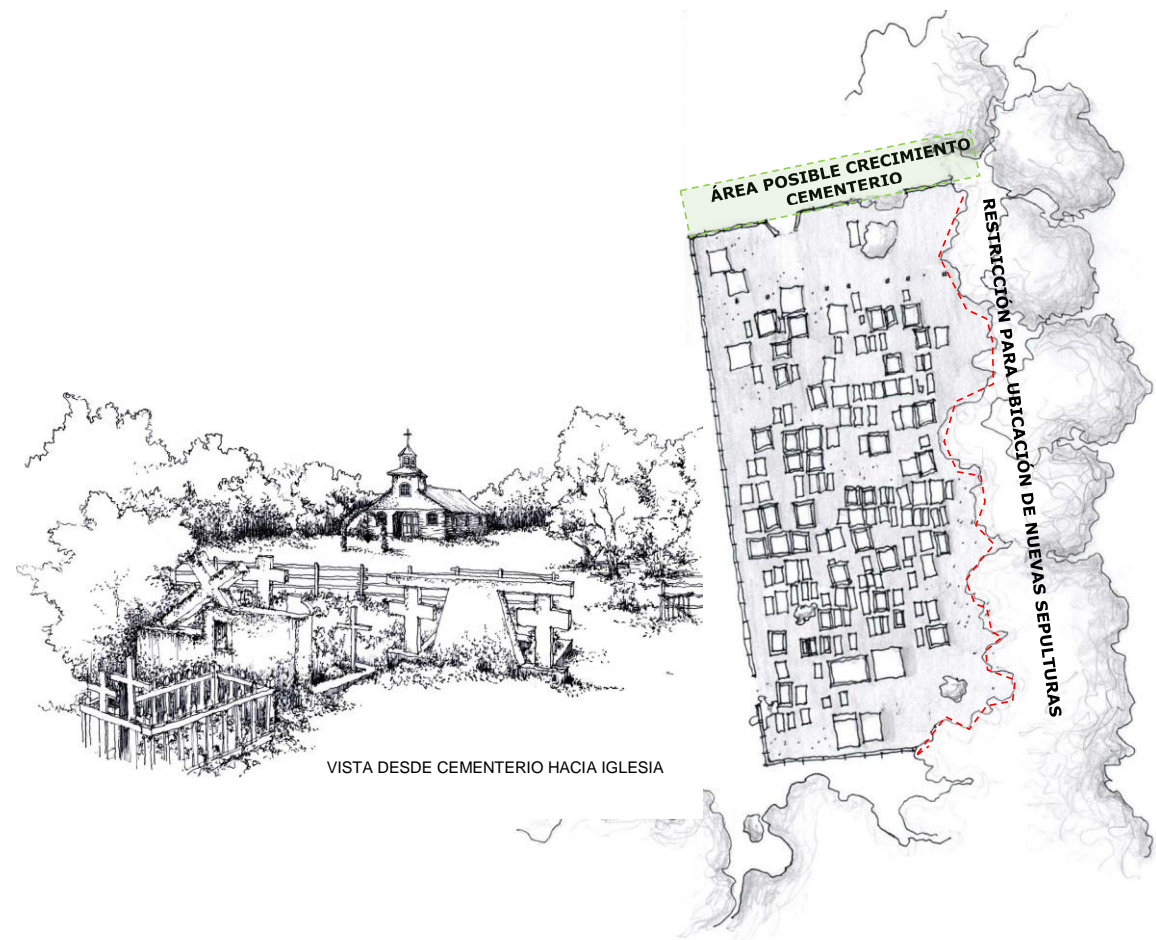 ÁREA POSIBLE CRECIMIENTO
CEMENTERIO
RESTRICCIÓN PARA UBICACIÓN DE NUEVAS SEPULTURAS
VISTA DESDE CEMENTERIO HACIA IGLESIA